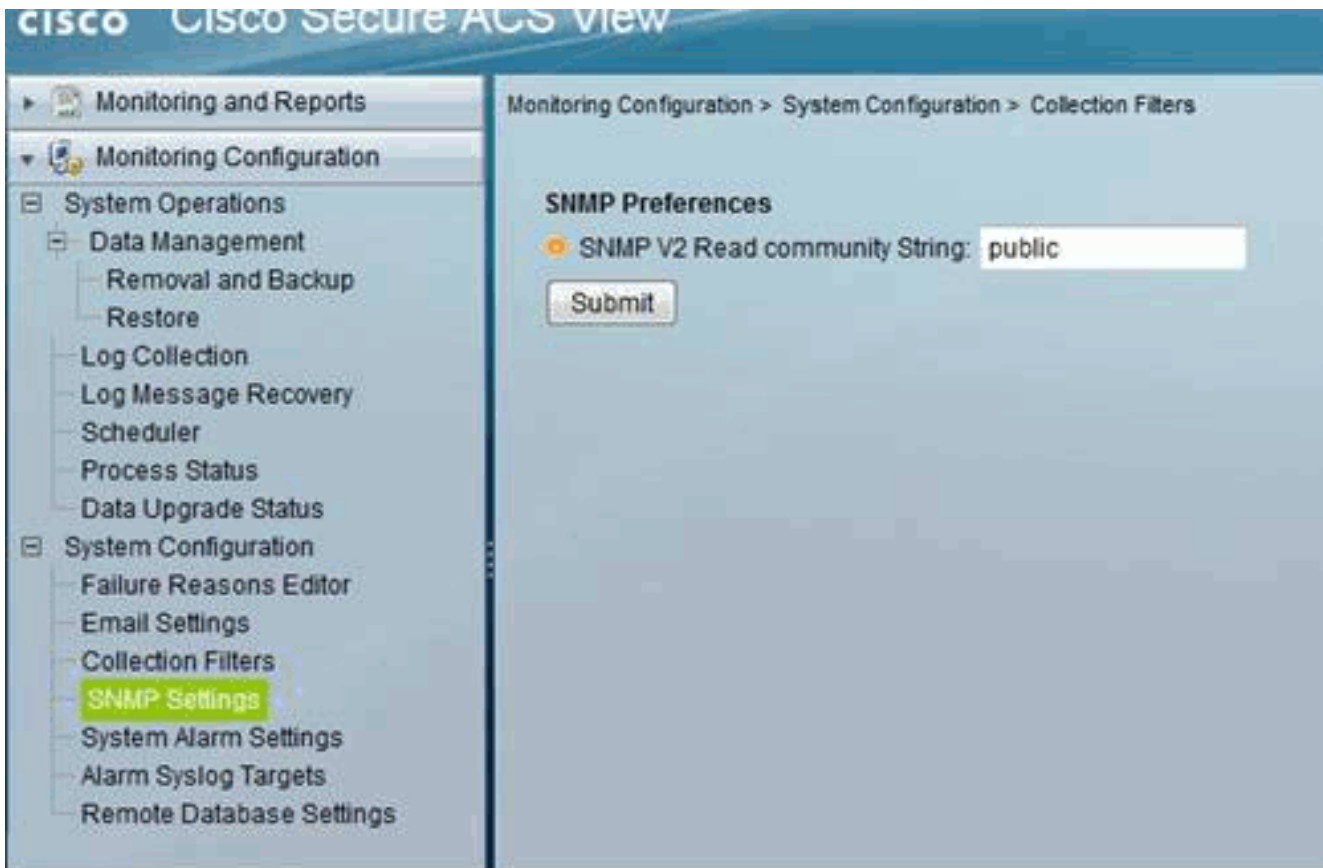 CISCO Cisco Secure ACS View
Monitoring and Reports
Monitoring Configuration
System Operations
Data Management
Removal and Backup
Restore
Log Collection
Log Message Recovery
Scheduler
Process Status
Data Upgrade Status
System Configuration
Failure Reasons Editor
Email Settings
Collection Filters
SNMP Settings
System Alarm Settings
Alarm Syslog Targets
Remote Database Settings
Monitoring Configuration > System Configuration > Collection Filters
SNMP Preferences
SNMP V2 Read community String: public
Submit